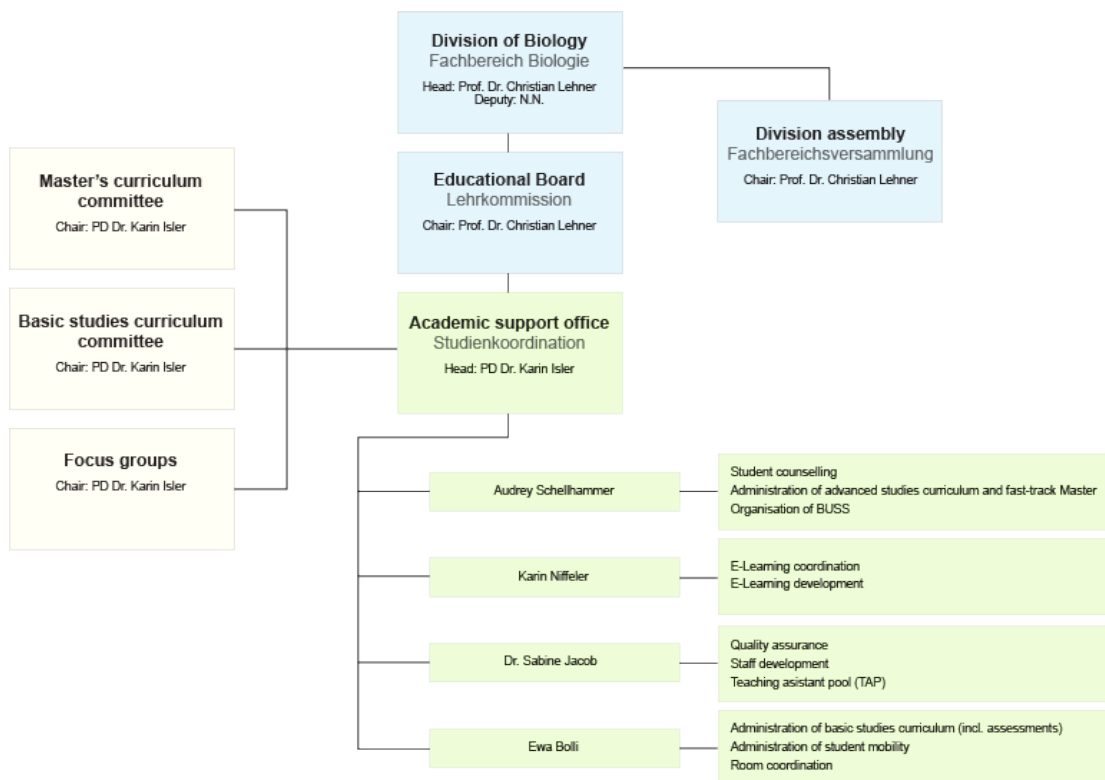 Division of Biology
Fachbereich Biologie
Head: Prof. Dr. Christian Lehner
Deputy: N.N.
Division assembly
Fachbereichsversammlung
Chair: Prof. Dr. Christian Lehner
Educational Board
Lehrkommission
Chair: Prof. Dr. Christian Lehner
Master's curriculum
committee
Chair: PD Dr. Karin Isler
Basic studies curriculum
committee
Chair: PD Dr. Karin Isler
Focus groups
Chair: PD Dr. Karin Isler
Academic support office
Studienkoordination
Head: PD Dr. Karin Isler
Audrey Schellhammer
Student counselling
Administration of advanced studies curriculum and fast-track Master
Organisation of BUSS
Karin Niffeler
E-Learning coordination
E-Learning development
Dr. Sabine Jacob
Quality assurance
Staff development
Teaching asistant pool (TAP)
Ewa Bolli
Administration of basic studies curriculum (incl. assessments)
Administration of student mobility
Room coordination